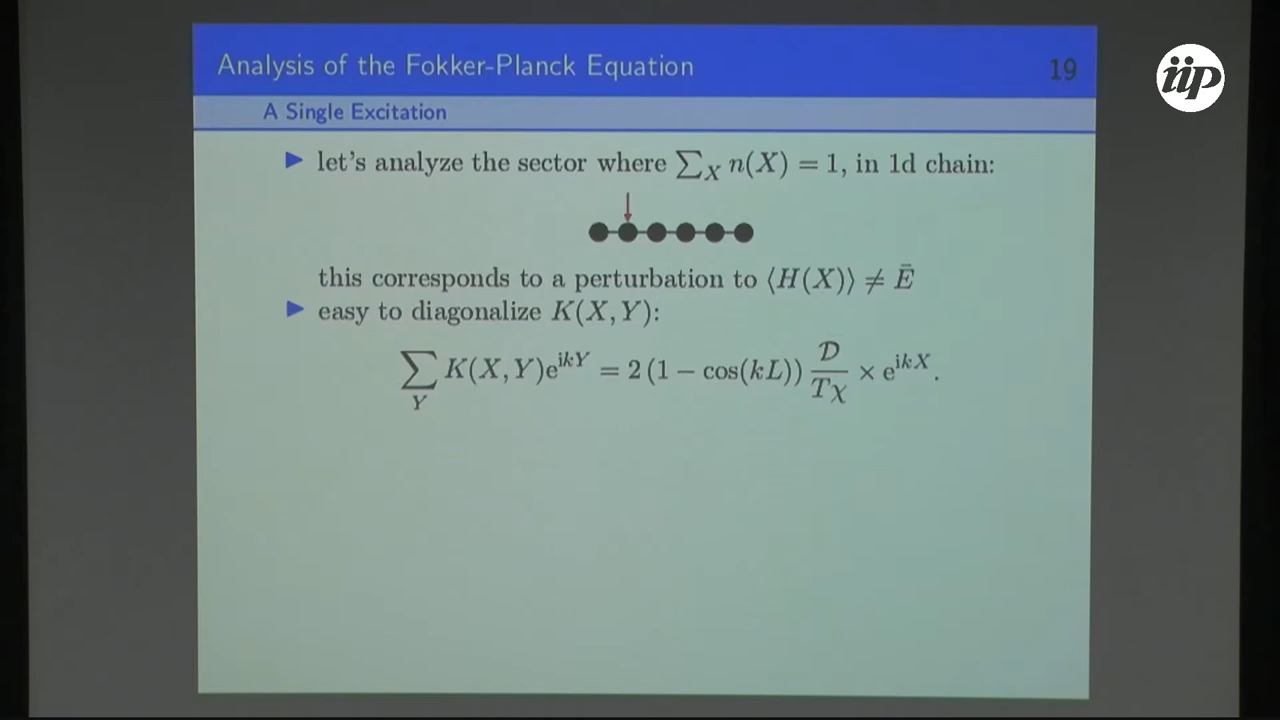 Analysis of the Fokker-Planck Equation 19
iip
A Single Excitation
▶ let's analyze the sector where ∑_X n(X) = 1, in 1d chain:
this corresponds to a perturbation to ⟨H(X)⟩ ≠ Ē
▶ easy to diagonalize K(X, Y):
∑_Y K(X, Y)e^{ikY} = 2 (1 − cos(kL)) 𝒟/(Tχ) × e^{ikX}.